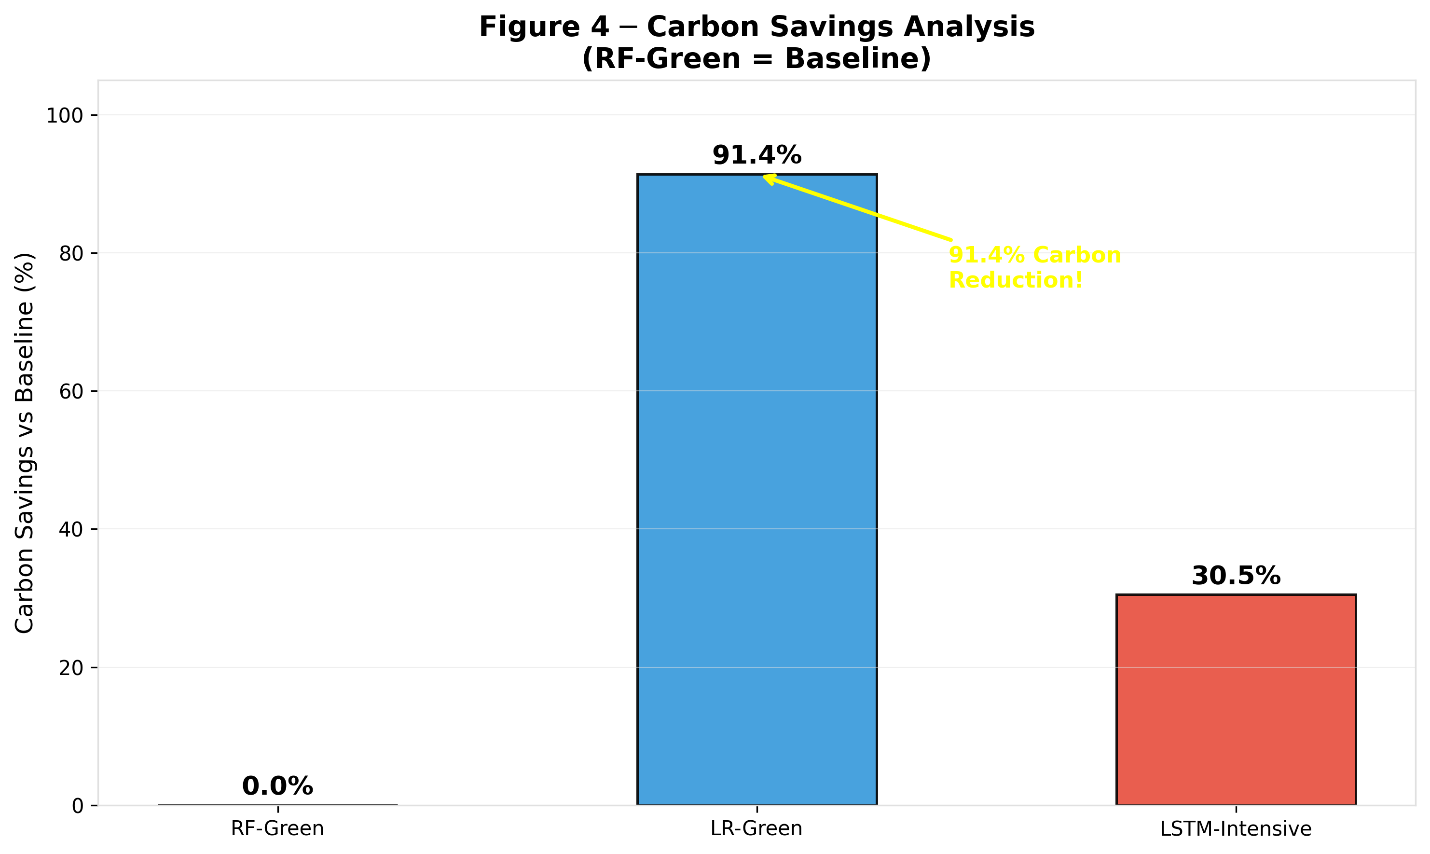 Figure 4 — Carbon Savings Analysis
(RF-Green = Baseline)
Carbon Savings vs Baseline (%)
100
80
60
40
20
0
0.0%
91.4%
30.5%
91.4% Carbon
Reduction!
RF-Green
LR-Green
LSTM-Intensive